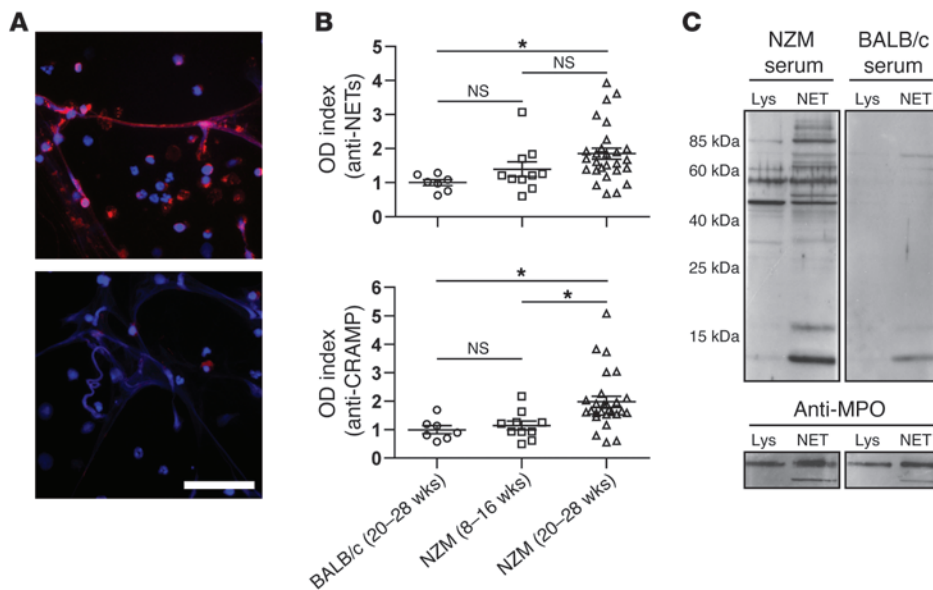 A
B
5
4
3
2
1
0
OD index
(anti-NETs)
*
NS
NS
6
5
4
3
2
1
0
OD index
(anti-CRAMP)
*
*
NS
BALB/c (20–28 wks)
NZM (8–16 wks)
NZM (20–28 wks)
C
NZM
serum
BALB/c
serum
Lys NET Lys NET
85 kDa
60 kDa
40 kDa
25 kDa
15 kDa
Anti-MPO
Lys NET Lys NET